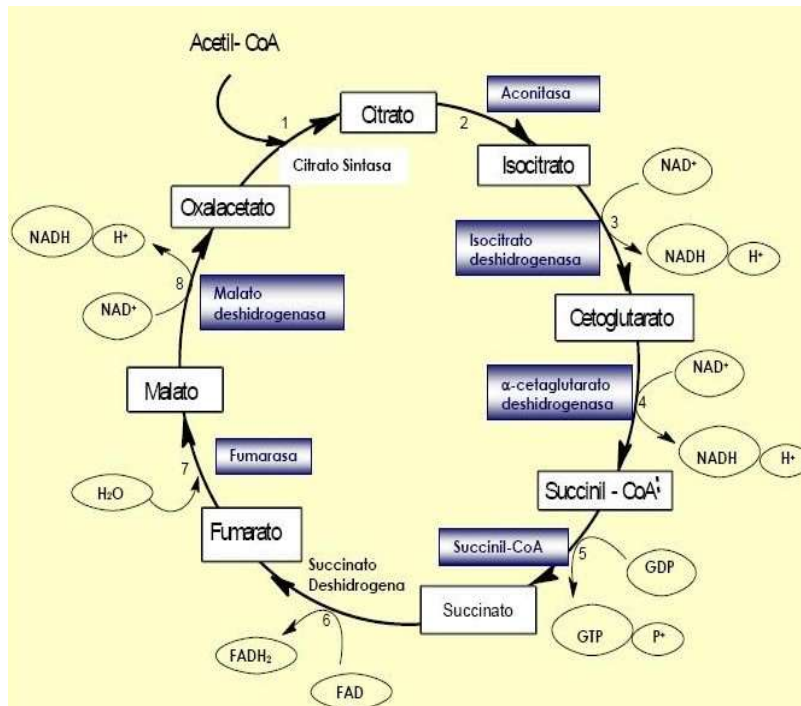 Acetil- CoA
1
Citrato
2
Aconitasa
Citrato Sintasa
Isocitrato
NAD+
3
Isocitrato
deshidrogenasa
NADH
H+
Cetoglutarato
NAD+
α-cetaglutarato
deshidrogenasa
4
NADH
H+
Succinil - CoA
Succinil-CoA
5
GDP
GTP
P+
Succinato
Succinato
Deshidrogena
6
FADH2
FAD
Fumarato
H2O
7
Fumarasa
Malato
NAD+
8
Malato
deshidrogenasa
NADH
H+
Oxalacetato